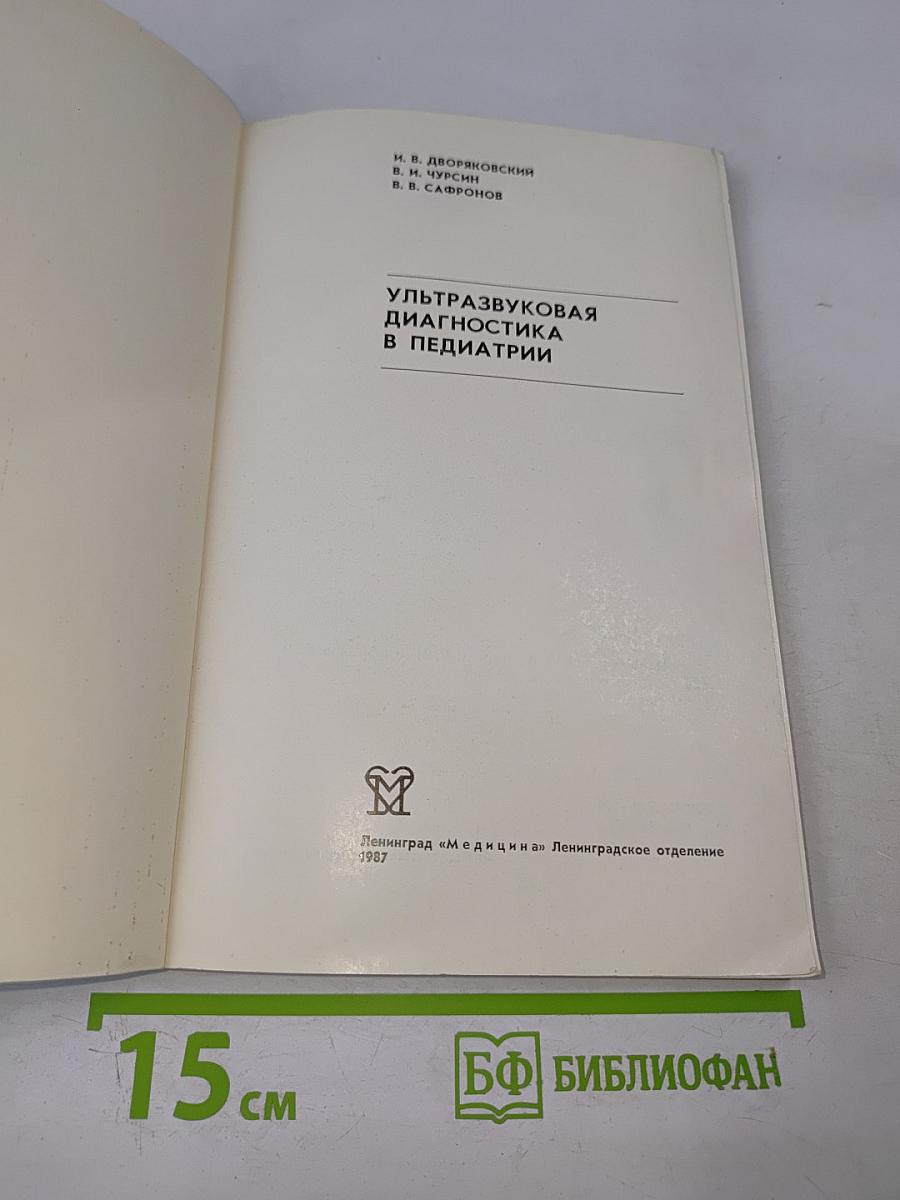 И. В. ДВОРЯКОВСКИЙ
В. И. ЧУРСИН
В. В. САФРОНОВ
УЛЬТРАЗВУКОВАЯ
ДИАГНОСТИКА
В ПЕДИАТРИИ
М
Ленинград «Медицина» Ленинградское отделение
1987
15 см
БФ БИБЛИОФАН